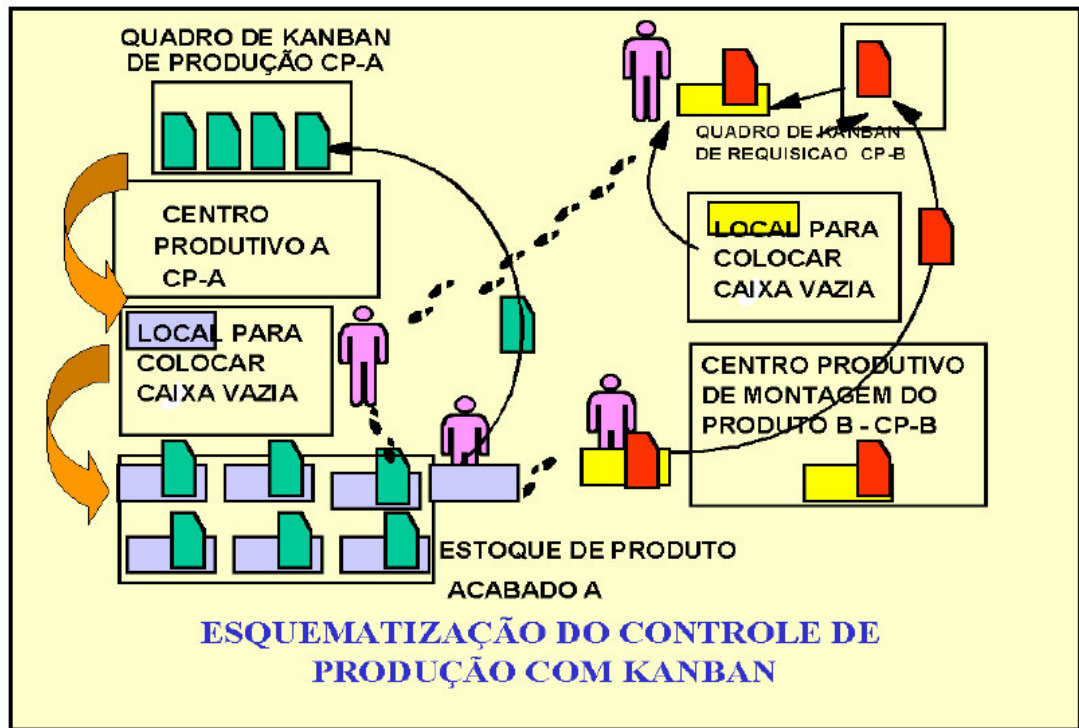 QUADRO DE KANBAN
DE PRODUÇÃO CP-A
QUADRO DE KANBAN
DE REQUISICAO CP-B
CENTRO
PRODUTIVO A
CP-A
LOCAL PARA
COLOCAR
CAIXA VAZIA
LOCAL PARA
COLOCAR
CAIXA VAZIA
CENTRO PRODUTIVO
DE MONTAGEM DO
PRODUTO B - CP-B
ESTOQUE DE PRODUTO
ACABADO A
ESQUEMATIZAÇÃO DO CONTROLE DE
PRODUÇÃO COM KANBAN